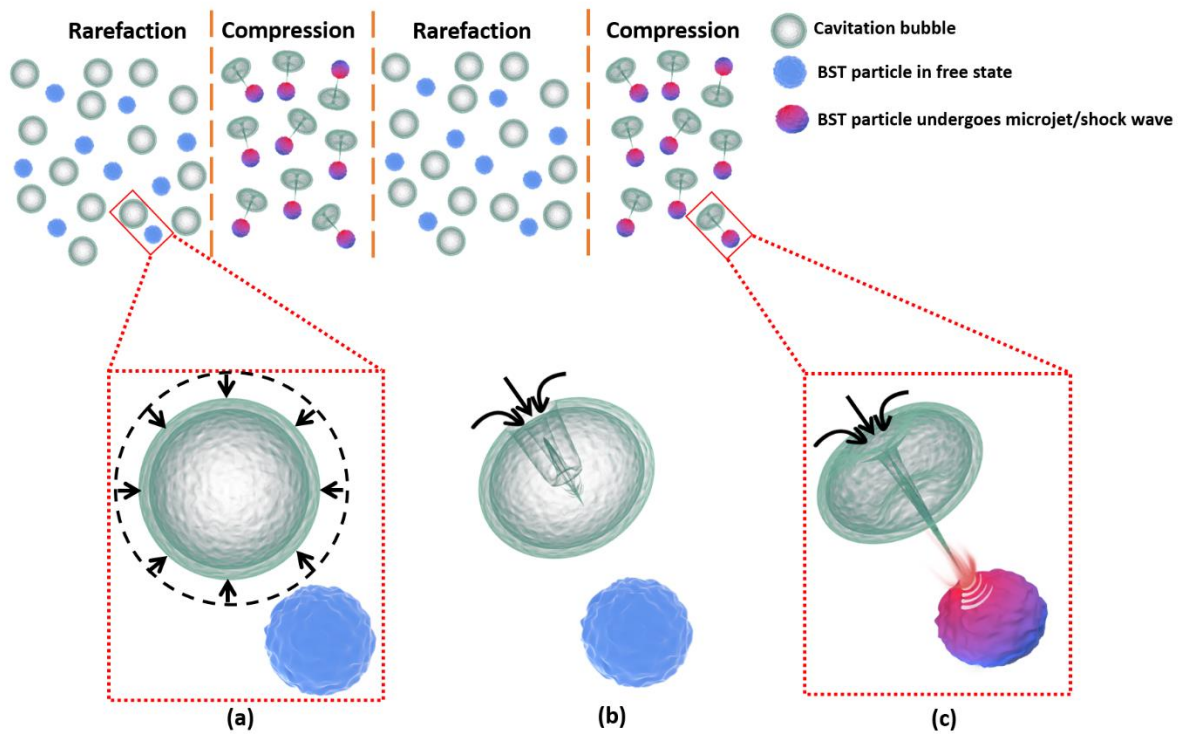 Rarefaction
Compression
Rarefaction
Compression
Cavitation bubble
BST particle in free state
BST particle undergoes microjet/shock wave
(a)
(b)
(c)